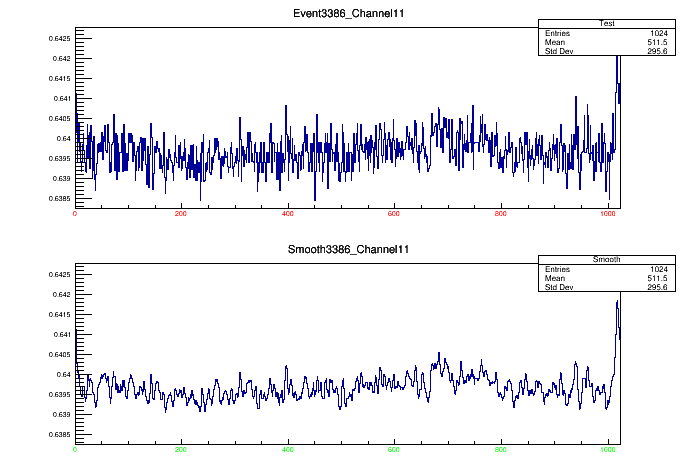 Event3386_Channel11
Test
Entries 1024
Mean 511.5
Std Dev 295.6
0.6425
0.642
0.6415
0.641
0.6405
0.64
0.6395
0.639
0.6385
0 200 400 600 800 1000
Smooth3386_Channel11
Smooth
Entries 1024
Mean 511.5
Std Dev 295.6
0.6425
0.642
0.6415
0.641
0.6405
0.64
0.6395
0.639
0.6385
0 200 400 600 800 1000